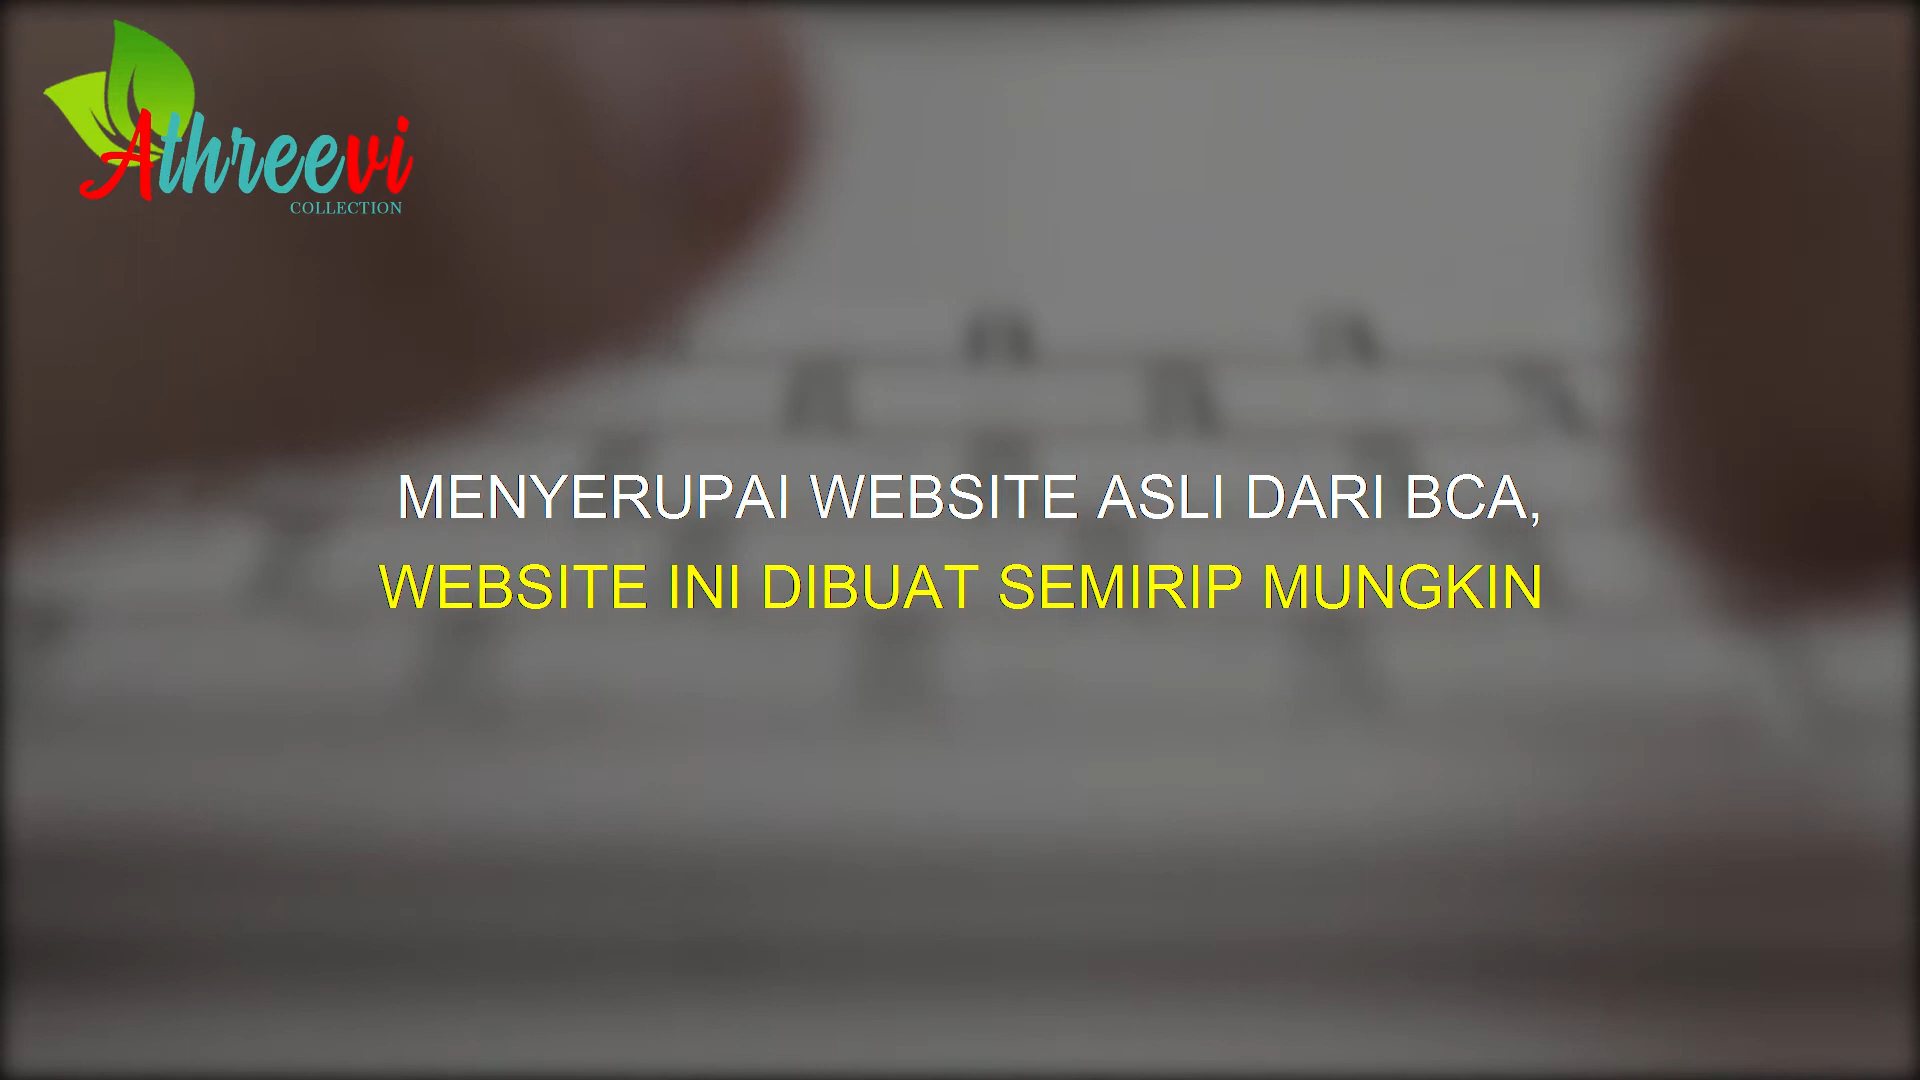 Athreevi
COLLECTION
MENYERUPAI WEBSITE ASLI DARI BCA,
WEBSITE INI DIBUAT SEMIRIP MUNGKIN